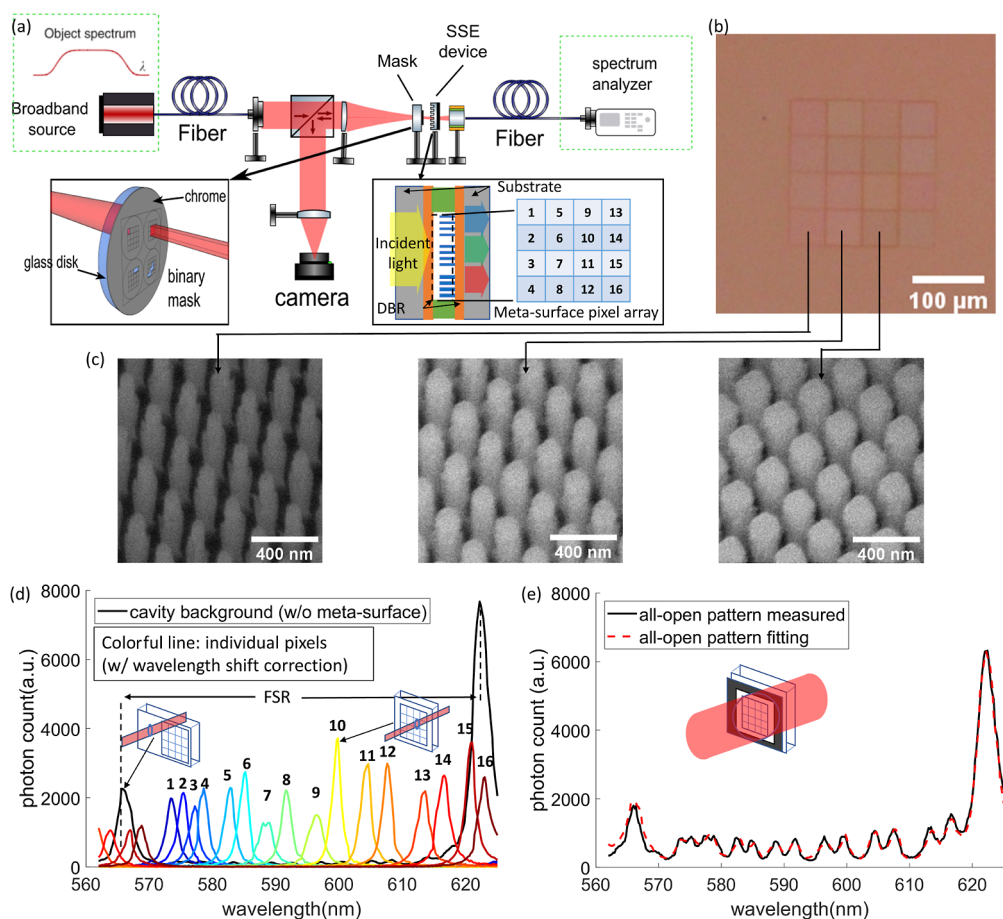 (a)
Object spectrum
λ
Broadband
source
Fiber
Mask
SSE
device
Fiber
spectrum
analyzer
chrome
glass disk
binary
mask
camera
Substrate
Incident
light
DBR
1 5 9 13
2 6 10 14
3 7 11 15
4 8 12 16
Meta-surface pixel array
(b)
100 μm
(c)
400 nm
400 nm
400 nm
(d)
8000
6000
4000
2000
0
photon count(a.u.)
cavity background (w/o meta-surface)
Colorful line: individual pixels
(w/ wavelength shift correction)
FSR
1 2 3 4 5 6 7 8 9 10 11 12 13 14 15 16
560 570 580 590 600 610 620
wavelength(nm)
(e)
8000
6000
4000
2000
0
photon count (a.u.)
all-open pattern measured
all-open pattern fitting
560 570 580 590 600 610 620
wavelength(nm)